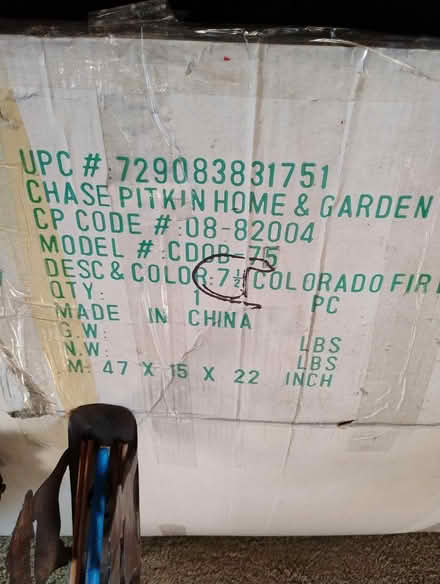 UPC # 729083831751
CHASE PITKIN HOME & GARDEN
CP CODE # :08-82004
MODEL # :CDOR-75
DESC & COLOR:7½' COLORADO FIR
QTY: 1 PC
MADE IN CHINA
G.W: LBS
N.W: LBS
M: 47 X 15 X 22 INCH